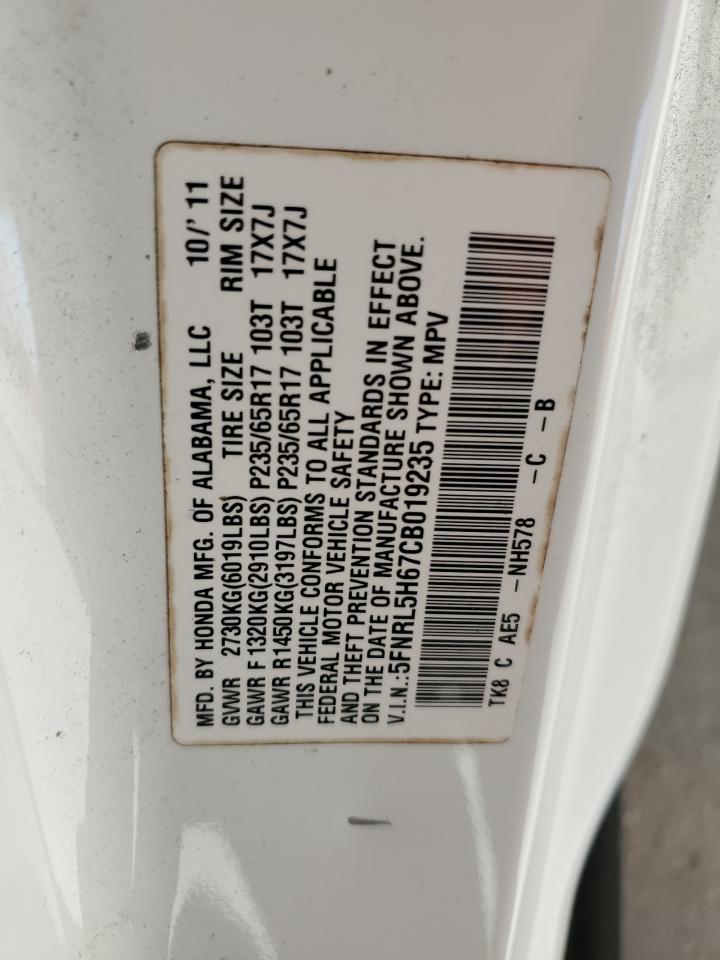 MFD. BY HONDA MFG. OF ALABAMA, LLC 10/'11
GVWR 2730KG(6019LBS) TIRE SIZE RIM SIZE
GAWR F 1320KG(2910LBS) P235/65R17 103T 17X7J
GAWR R1450KG(3197LBS) P235/65R17 103T 17X7J
THIS VEHICLE CONFORMS TO ALL APPLICABLE
FEDERAL MOTOR VEHICLE SAFETY
AND THEFT PREVENTION STANDARDS IN EFFECT
ON THE DATE OF MANUFACTURE SHOWN ABOVE.
V.I.N.:5FNRL5H67CB019235 TYPE: MPV
TK8 C AE5 -NH578 -C -B